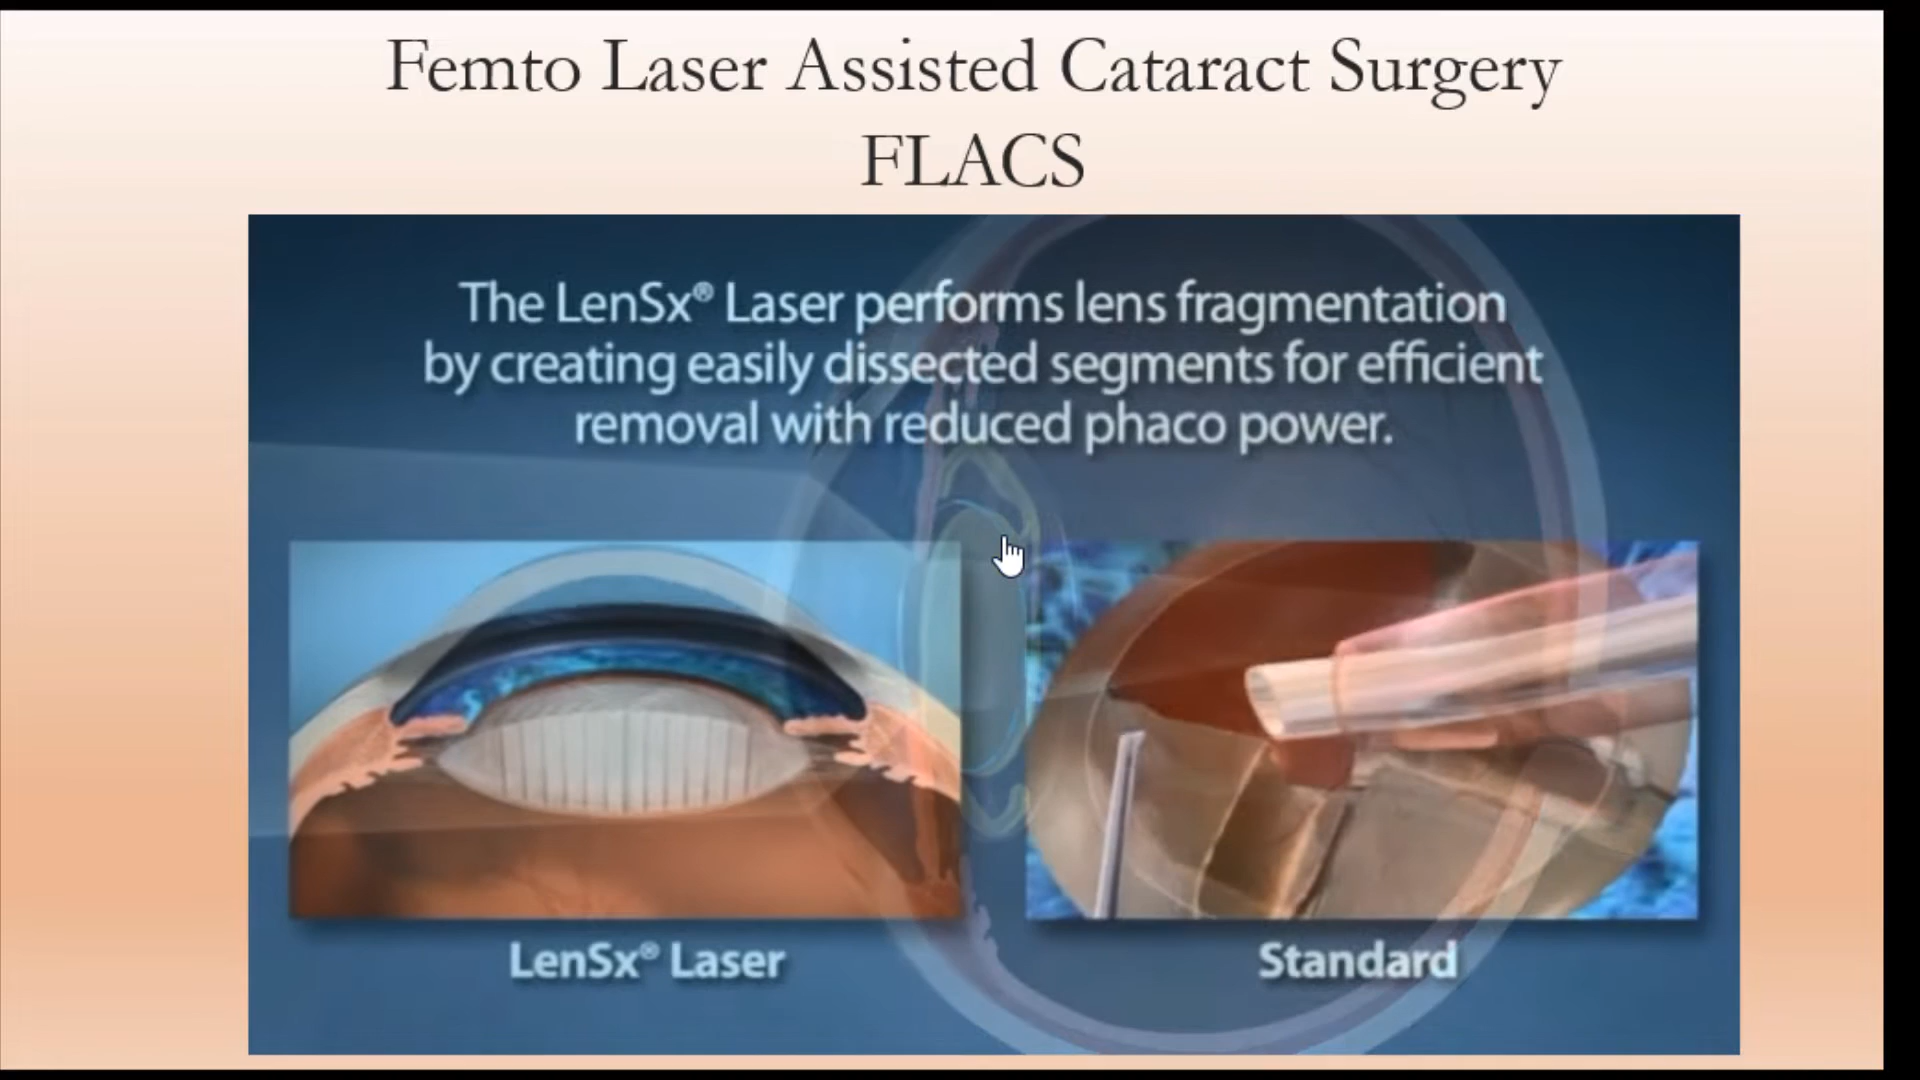 Femto Laser Assisted Cataract Surgery
FLACS
The LenSx® Laser performs lens fragmentation
by creating easily dissected segments for efficient
removal with reduced phaco power.
LenSx® Laser
Standard